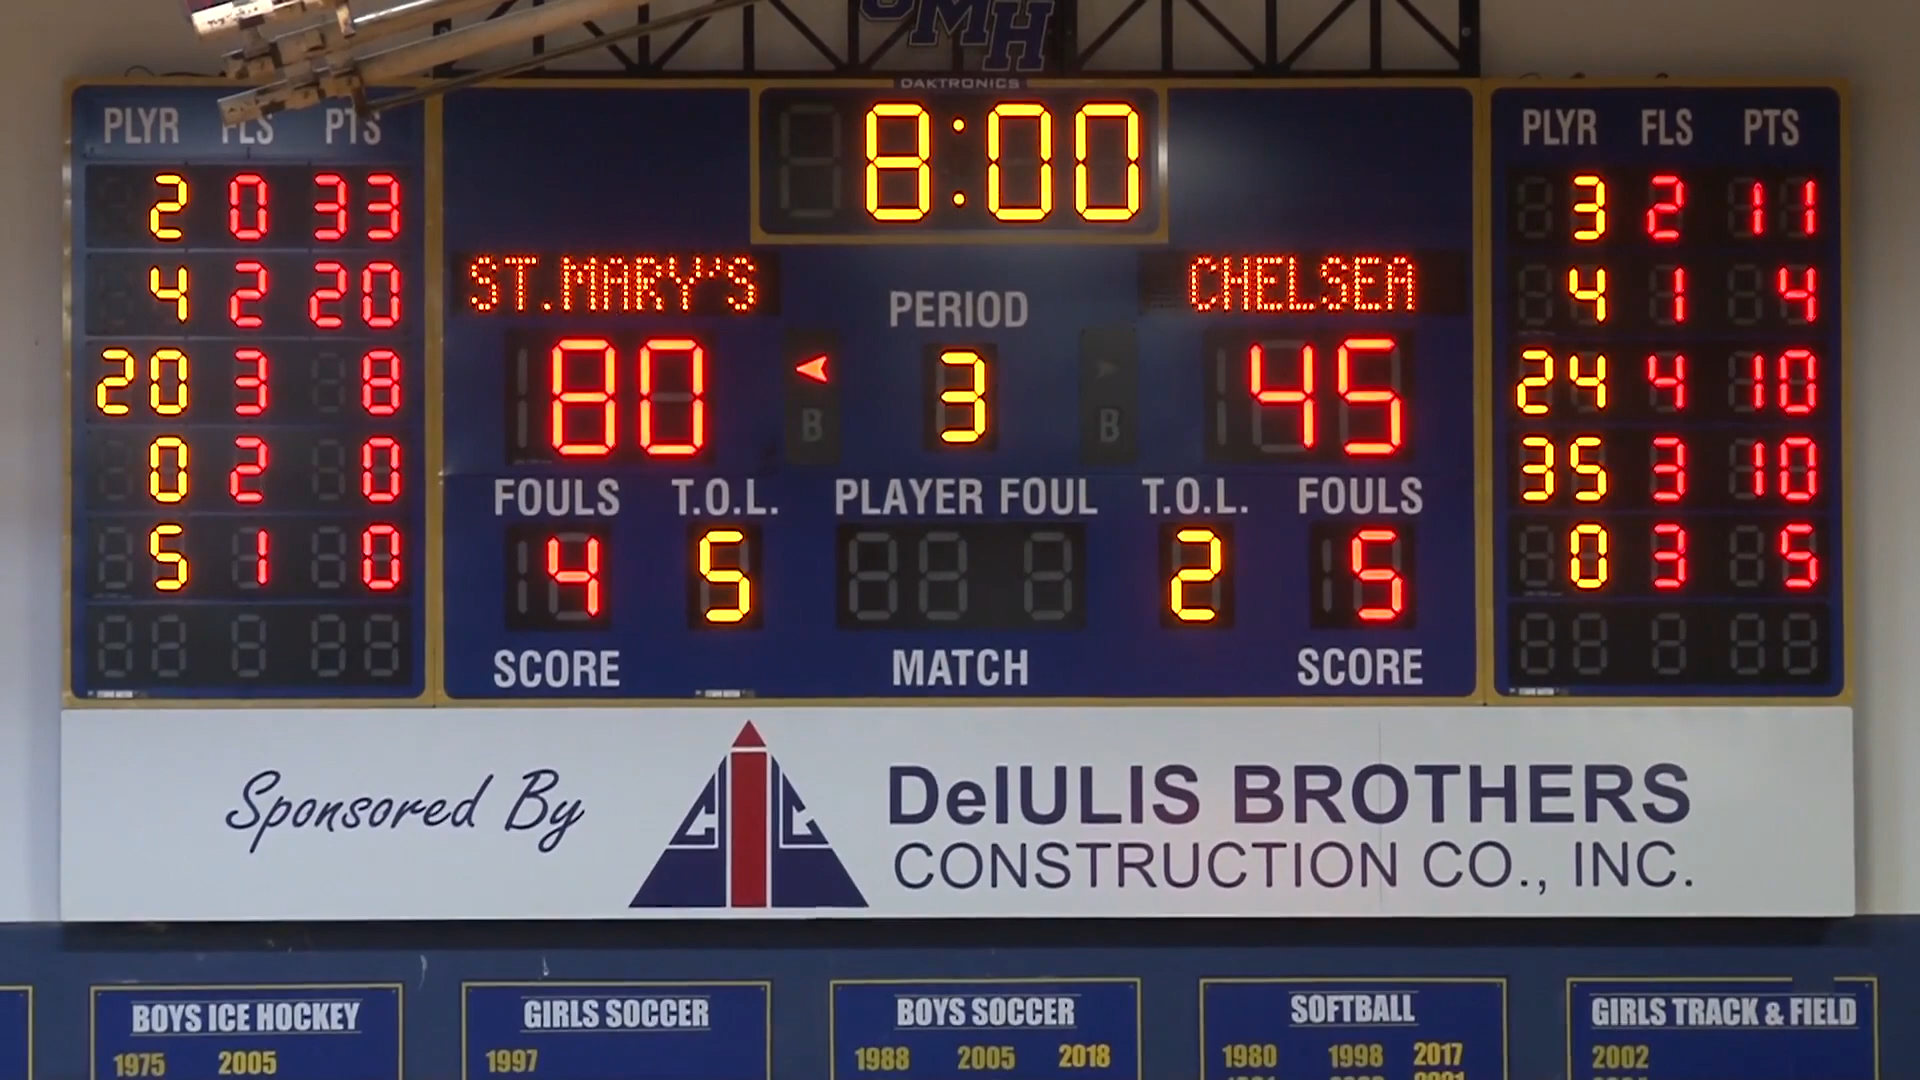 UMH
DAKTRONICS
PLYR FLS PTS
2 0 33
4 2 20
20 3 8
0 2 0
5 1 0
8:00
ST.MARY'S
PERIOD
CHELSEA
80
3
45
B
B
FOULS T.O.L. PLAYER FOUL T.O.L. FOULS
4 5 2 5
SCORE MATCH SCORE
PLYR FLS PTS
3 2 11
4 1 4
24 4 10
35 3 10
0 3 5
Sponsored By
DeIULIS BROTHERS
CONSTRUCTION CO., INC.
BOYS ICE HOCKEY
1975 2005
GIRLS SOCCER
1997
BOYS SOCCER
1988 2005 2018
SOFTBALL
1980 1998 2017
GIRLS TRACK & FIELD
2002